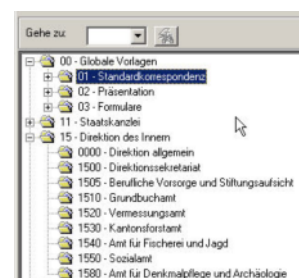 Gehe zu:
00 - Globale Vorlagen
01 - Standardkorrespondenz
02 - Präsentation
03 - Formulare
11 - Staatskanzlei
15 - Direktion des Innern
0000 - Direktion allgemein
1500 - Direktionssekretariat
1505 - Berufliche Vorsorge und Stiftungsaufsicht
1510 - Grundbuchamt
1520 - Vermessungsamt
1530 - Kantonsforstamt
1540 - Amt für Fischerei und Jagd
1550 - Sozialamt
1580 - Amt für Denkmalpflege und Archäologie